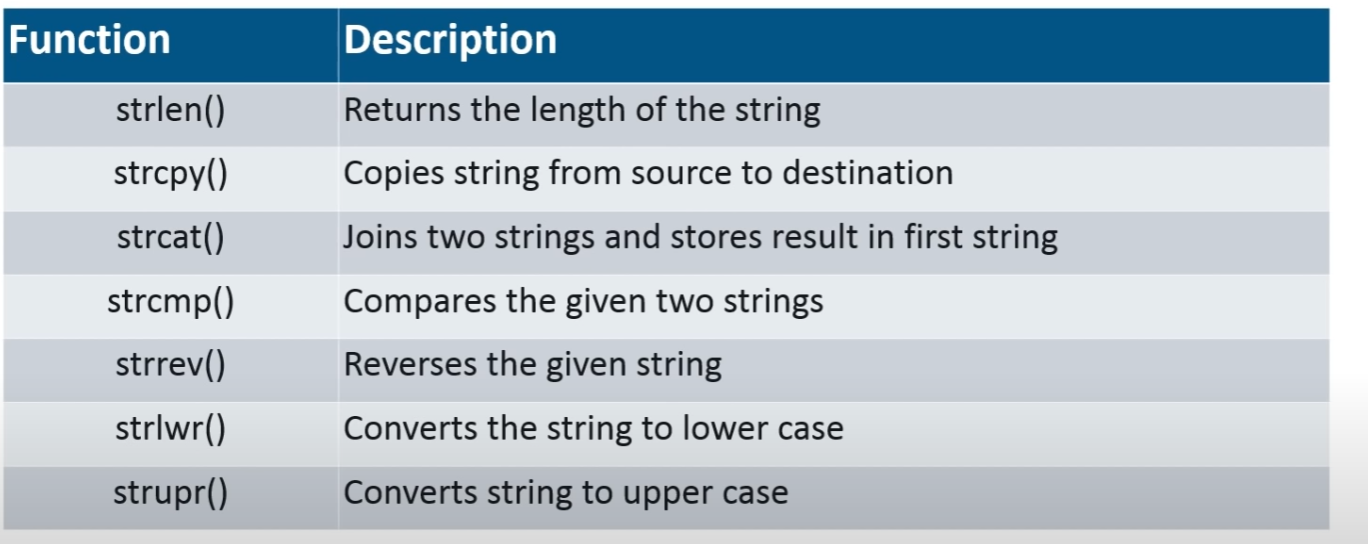 Function Description
strlen() Returns the length of the string
strcpy() Copies string from source to destination
strcat() Joins two strings and stores result in first string
strcmp() Compares the given two strings
strrev() Reverses the given string
strlwr() Converts the string to lower case
strupr() Converts string to upper case